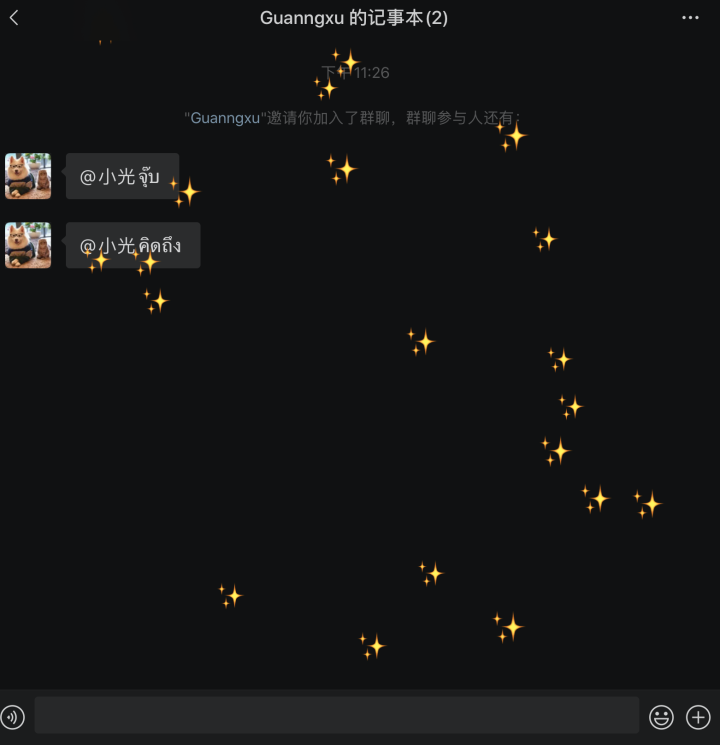 Guanngxu 的记事本(2)
下午11:26
"Guanngxu"邀请你加入了群聊，群聊参与人还有：
@小光 จุ๊บ
@小光 คิดถึง